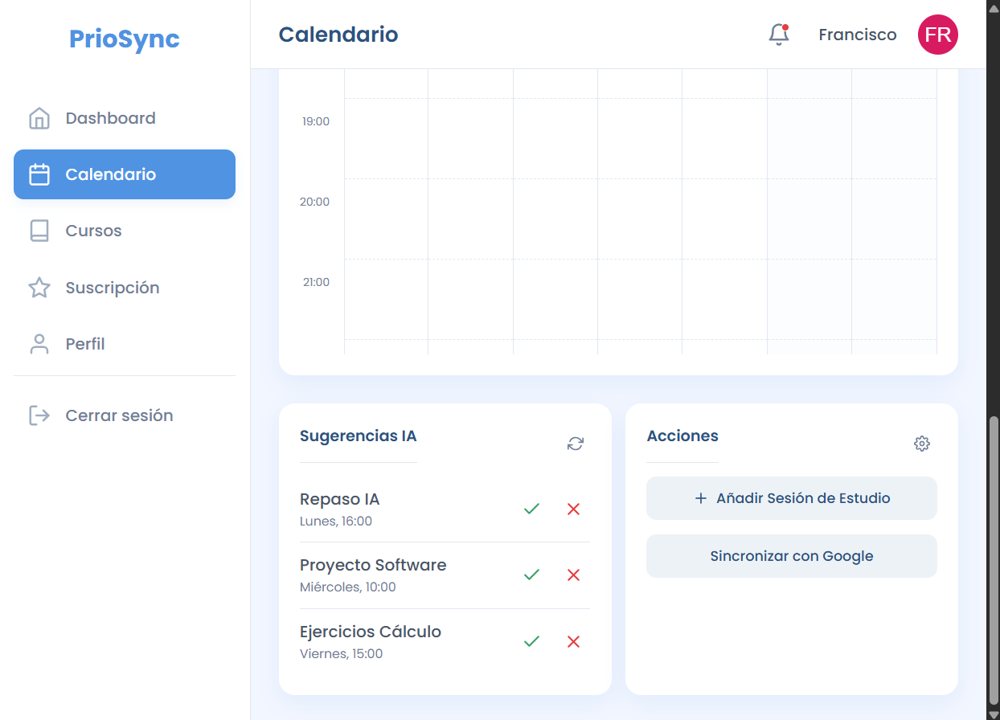 PrioSync
Dashboard
Calendario
Cursos
Suscripción
Perfil
Cerrar sesión
Calendario
Francisco
FR
19:00
20:00
21:00
Sugerencias IA
Repaso IA
Lunes, 16:00
Proyecto Software
Miércoles, 10:00
Ejercicios Cálculo
Viernes, 15:00
Acciones
+ Añadir Sesión de Estudio
Sincronizar con Google